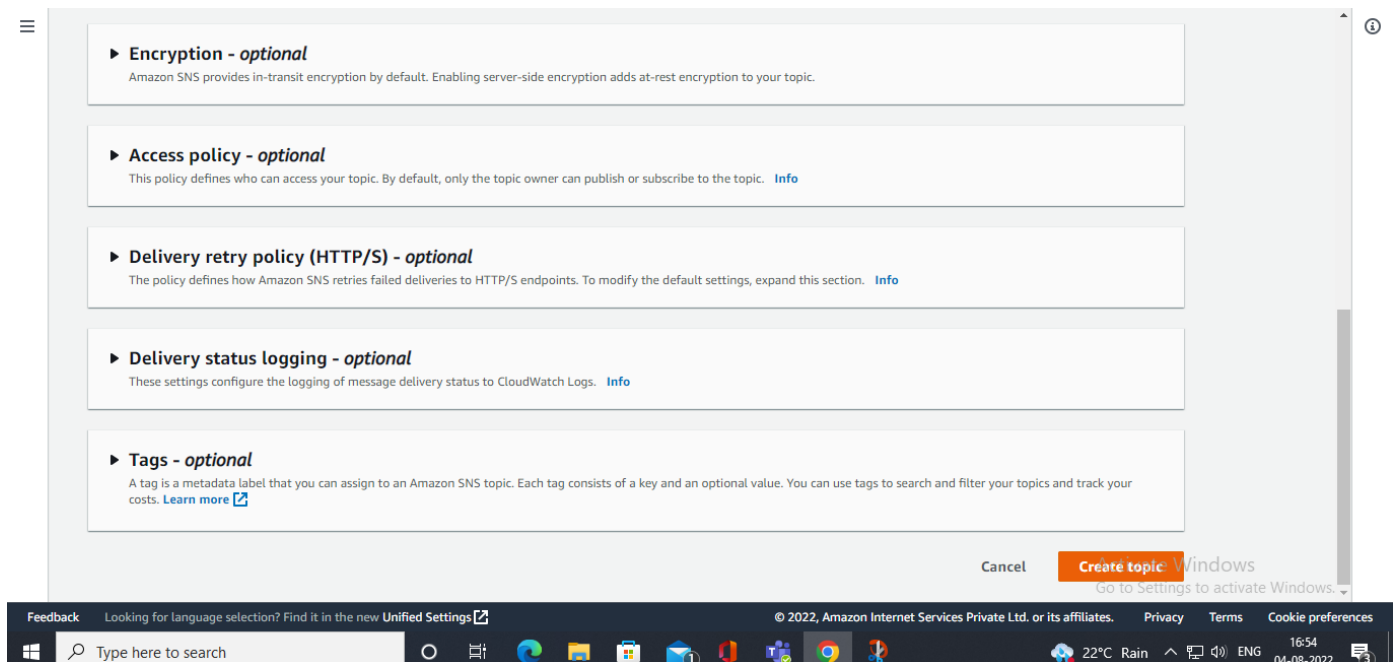 Encryption - optional
Amazon SNS provides in-transit encryption by default. Enabling server-side encryption adds at-rest encryption to your topic.
Access policy - optional
This policy defines who can access your topic. By default, only the topic owner can publish or subscribe to the topic. Info
Delivery retry policy (HTTP/S) - optional
The policy defines how Amazon SNS retries failed deliveries to HTTP/S endpoints. To modify the default settings, expand this section. Info
Delivery status logging - optional
These settings configure the logging of message delivery status to CloudWatch Logs. Info
Tags - optional
A tag is a metadata label that you can assign to an Amazon SNS topic. Each tag consists of a key and an optional value. You can use tags to search and filter your topics and track your
costs. Learn more
Cancel Create topic
Activate Windows
Go to Settings to activate Windows.
Feedback Looking for language selection? Find it in the new Unified Settings © 2022, Amazon Internet Services Private Ltd. or its affiliates. Privacy Terms Cookie preferences
Type here to search 22°C Rain ENG 16:54
04-08-2022